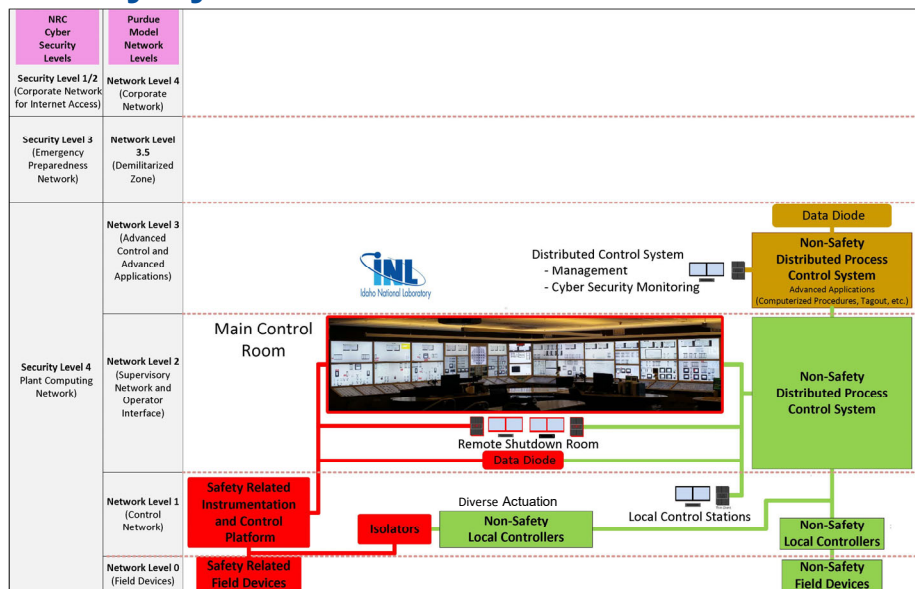 NRC
Cyber
Security
Levels
Purdue
Model
Network
Levels
Security Level 1/2
(Corporate Network
for Internet Access)
Network Level 4
(Corporate
Network)
Security Level 3
(Emergency
Preparedness
Network)
Network Level
3.5
(Demilitarized
Zone)
Security Level 4
Plant Computing
Network)
Network Level 3
(Advanced
Control and
Advanced
Applications)
INL
Idaho National Laboratory
Distributed Control System
- Management
- Cyber Security Monitoring
Data Diode
Non-Safety
Distributed Process
Control System
Advanced Applications
(Computerized Procedures, Tagout, etc.)
Network Level 2
(Supervisory
Network and
Operator
Interface)
Main Control
Room
Non-Safety
Distributed Process
Control System
Remote Shutdown Room
Data Diode
Network Level 1
(Control
Network)
Safety Related
Instrumentation
and Control
Platform
Isolators
Diverse Actuation
Non-Safety
Local Controllers
Local Control Stations
Non-Safety
Local Controllers
Network Level 0
(Field Devices)
Safety Related
Field Devices
Non-Safety
Field Devices